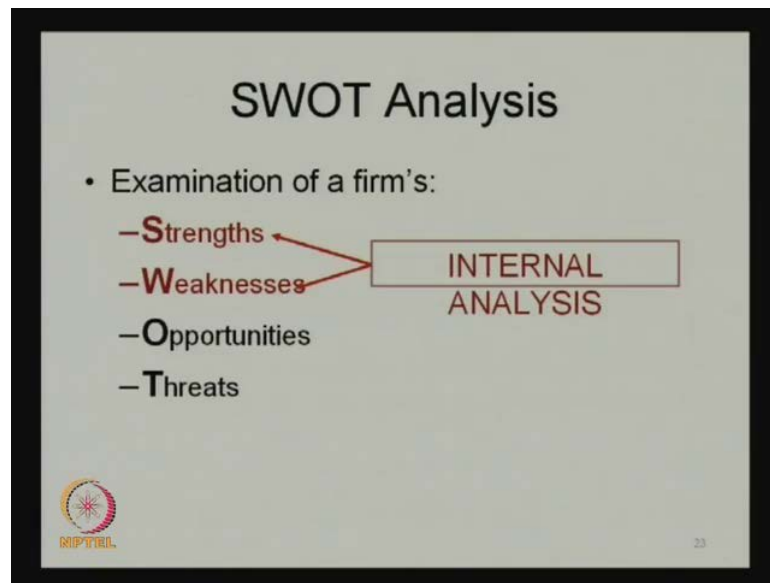 SWOT Analysis
• Examination of a firm's:
–Strengths
–Weaknesses
–Opportunities
–Threats
INTERNAL
ANALYSIS
NPTEL
23